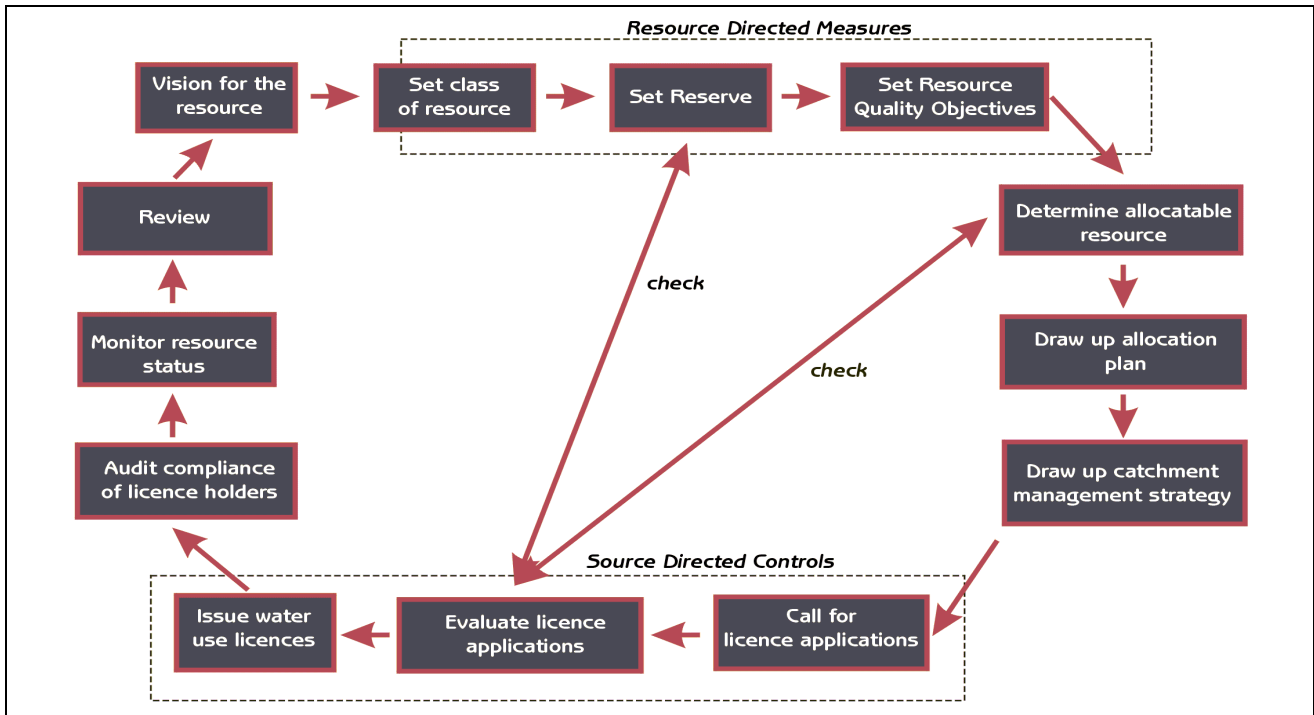 Resource Directed Measures
Vision for the
resource
Set class
of resource
Set Reserve
Set Resource
Quality Objectives
Determine allocatable
resource
Draw up allocation
plan
Draw up catchment
management strategy
Source Directed Controls
Call for
licence applications
Evaluate licence
applications
Issue water
use licences
Audit compliance
of licence holders
Monitor resource
status
Review
check
check